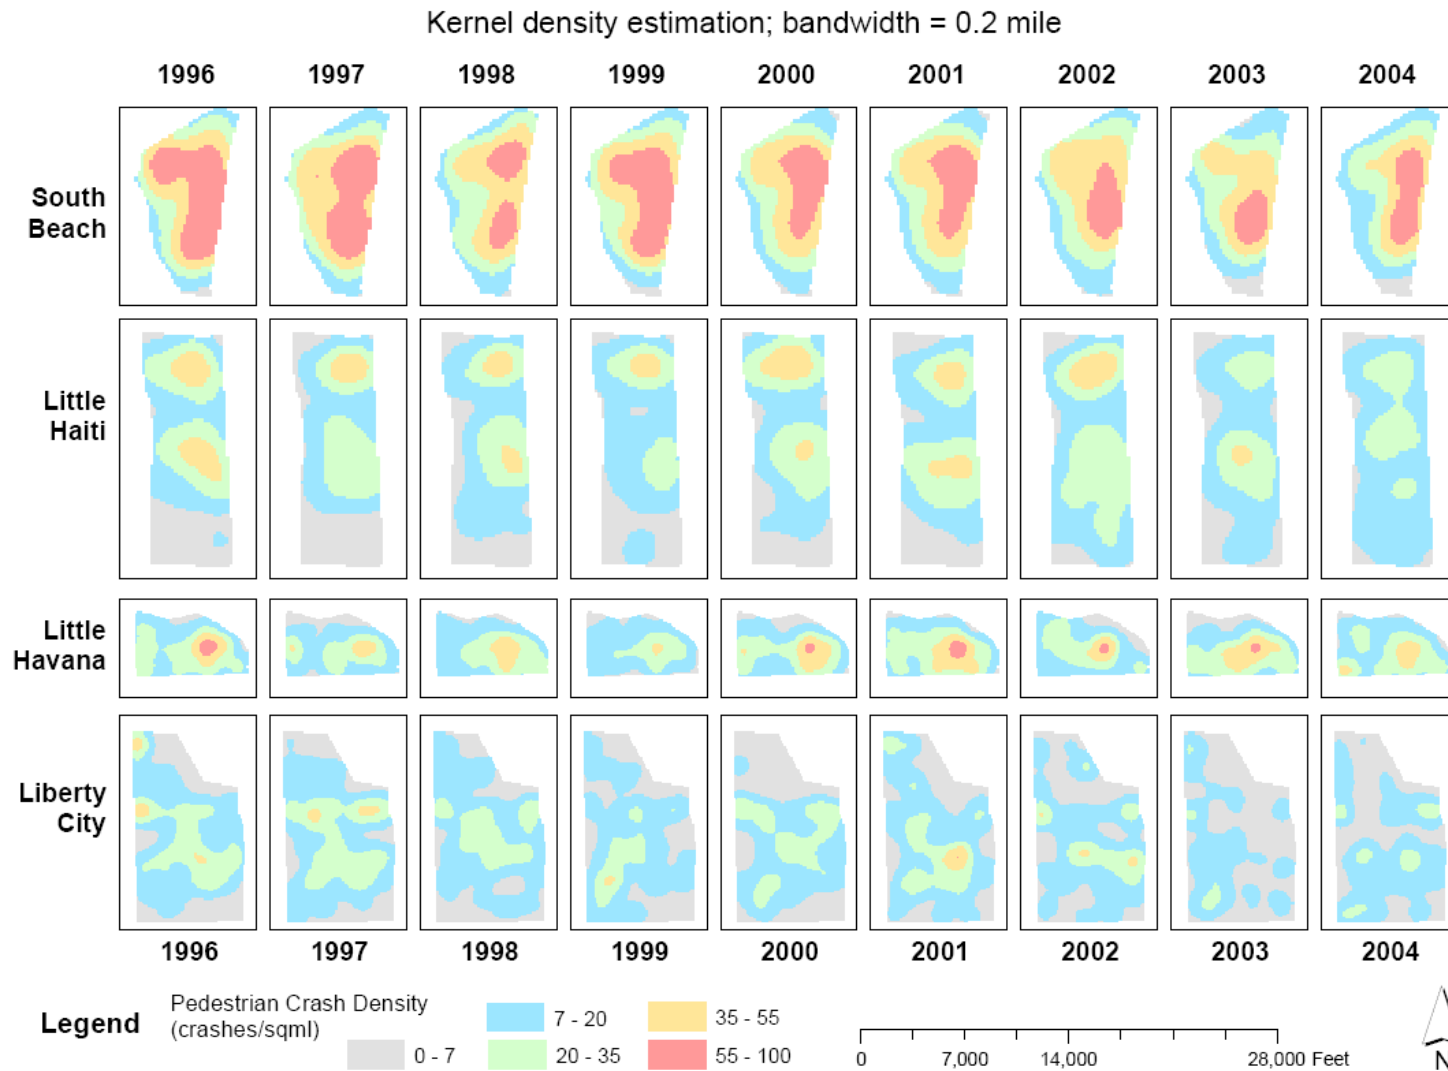 Kernel density estimation; bandwidth = 0.2 mile
1996 1997 1998 1999 2000 2001 2002 2003 2004
South
Beach
Little
Haiti
Little
Havana
Liberty
City
1996 1997 1998 1999 2000 2001 2002 2003 2004
Legend
Pedestrian Crash Density
(crashes/sqml)
0 - 7
7 - 20
20 - 35
35 - 55
55 - 100
0 7,000 14,000 28,000 Feet
N